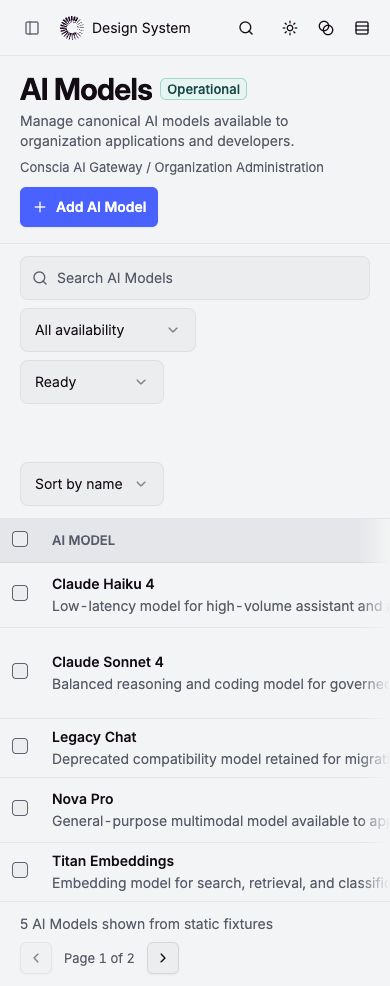 Design System
AI Models Operational
Manage canonical AI models available to
organization applications and developers.
Conscia AI Gateway / Organization Administration
Add AI Model
Search AI Models
All availability
Ready
Sort by name
AI MODEL
Claude Haiku 4
Low-latency model for high-volume assistant and
Claude Sonnet 4
Balanced reasoning and coding model for governed
Legacy Chat
Deprecated compatibility model retained for migrat
Nova Pro
General-purpose multimodal model available to ap
Titan Embeddings
Embedding model for search, retrieval, and classific
5 AI Models shown from static fixtures
Page 1 of 2